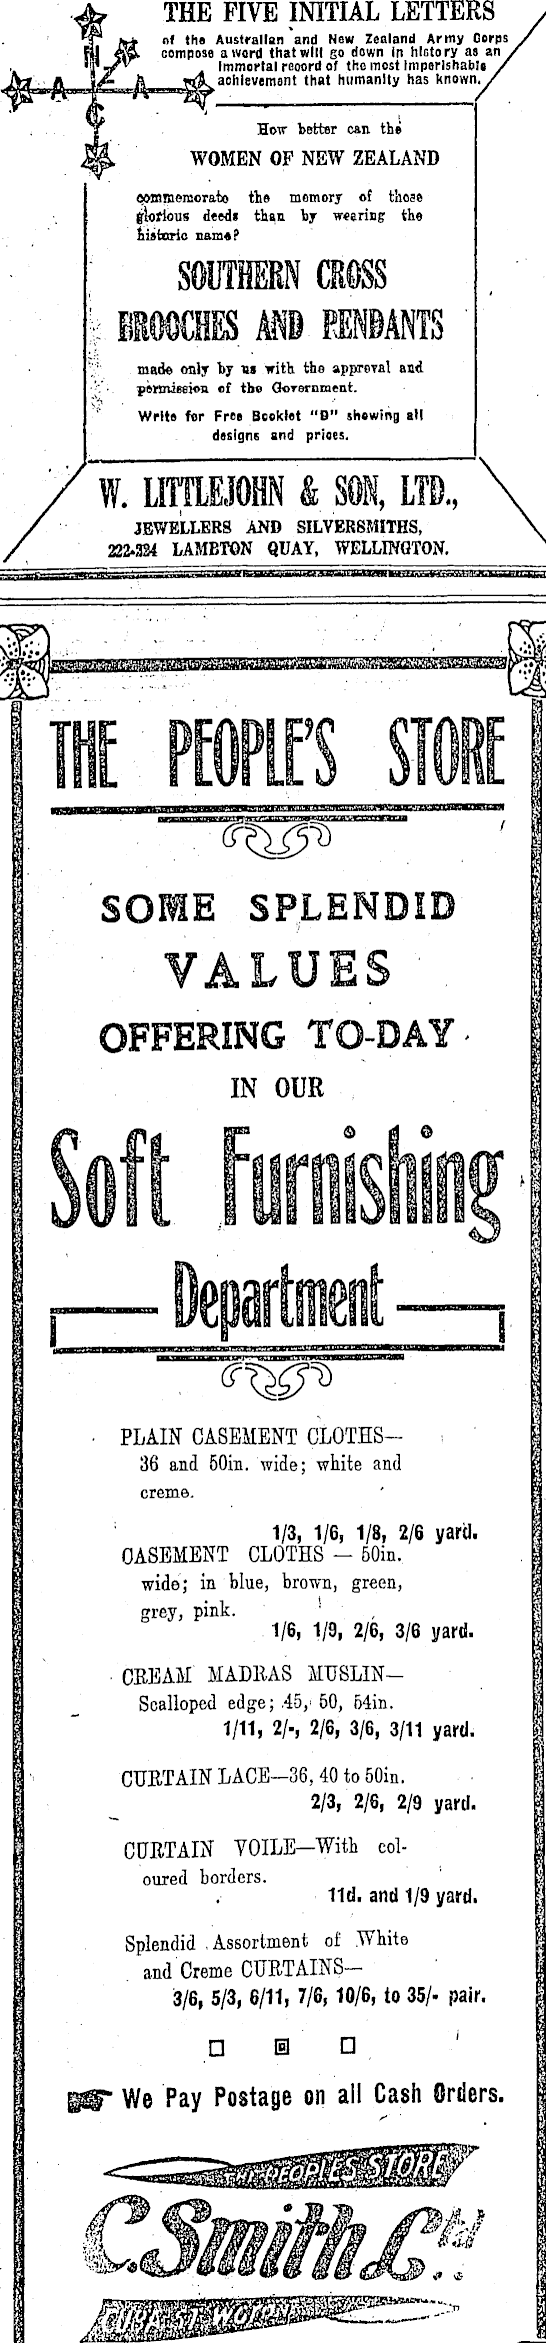 THE FIVE INITIAL LETTERS
of the Australian and New Zealand Army Corps
compose a word that will go down in history as an
immortal record of the most imperishable
achievement that humanity has known.
N
Z
A A
C
How better can the
WOMEN OF NEW ZEALAND
commemorate the memory of those
glorious deeds than by wearing the
historic name?
SOUTHERN CROSS
BROOCHES AND PENDANTS
made only by us with the approval and
permission of the Government.
Write for Free Booklet "D" showing all
designs and prices.
W. LITTLEJOHN & SON, LTD.,
JEWELLERS AND SILVERSMITHS,
222-224 LAMBTON QUAY, WELLINGTON.
THE PEOPLE'S STORE
SOME SPLENDID
VALUES
OFFERING TO-DAY
IN OUR
Soft Furnishing
Department
PLAIN CASEMENT CLOTHS—
36 and 50in. wide; white and
creme.
1/3, 1/6, 1/8, 2/6 yard.
CASEMENT CLOTHS — 50in.
wide; in blue, brown, green,
grey, pink.
1/6, 1/9, 2/6, 3/6 yard.
CREAM MADRAS MUSLIN—
Scalloped edge; 45, 50, 54in.
1/11, 2/-, 2/6, 3/6, 3/11 yard.
CURTAIN LACE—36, 40 to 50in.
2/3, 2/6, 2/9 yard.
CURTAIN VOILE—With col-
oured borders.
11d. and 1/9 yard.
Splendid Assortment of White
and Creme CURTAINS—
3/6, 5/3, 6/11, 7/6, 10/6, to 35/- pair.
We Pay Postage on all Cash Orders.
THE PEOPLES STORE
C. Smith Ltd
CUBA ST